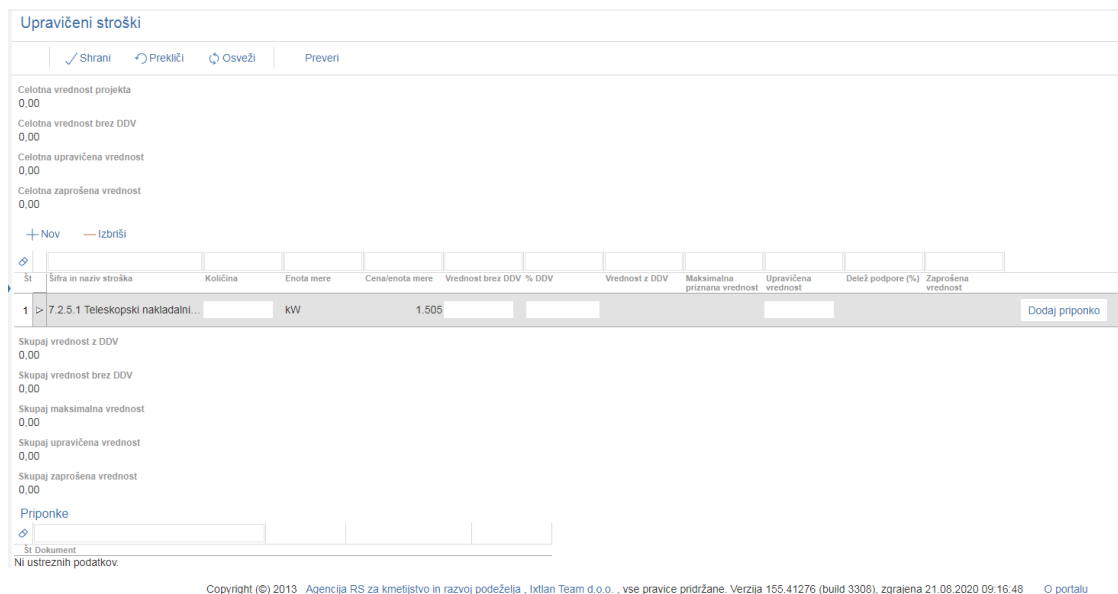 Upravičeni stroški
Shrani Prekliči Osveži Preveri
Celotna vrednost projekta
0,00
Celotna vrednost brez DDV
0,00
Celotna upravičena vrednost
0,00
Celotna zaprošena vrednost
0,00
Nov Izbriši
Št Šifra in naziv stroška Količina Enota mere Cena/enota mere Vrednost brez DDV % DDV Vrednost z DDV Maksimalna Upravičena Delež podpore (%) Zaprošena
priznana vrednost vrednost vrednost
1 7.2.5.1 Teleskopski nakladalni... kW 1.505 Dodaj priponko
Skupaj vrednost z DDV
0,00
Skupaj vrednost brez DDV
0,00
Skupaj maksimalna vrednost
0,00
Skupaj upravičena vrednost
0,00
Skupaj zaprošena vrednost
0,00
Priponke
Št Dokument
Ni ustreznih podatkov.
Copyright (©) 2013 Agencija RS za kmetijstvo in razvoj podeželja , Ixtlan Team d.o.o. , vse pravice pridržane. Verzija 155.41276 (build 3308), zgrajena 21.08.2020 09:16:48 O portalu